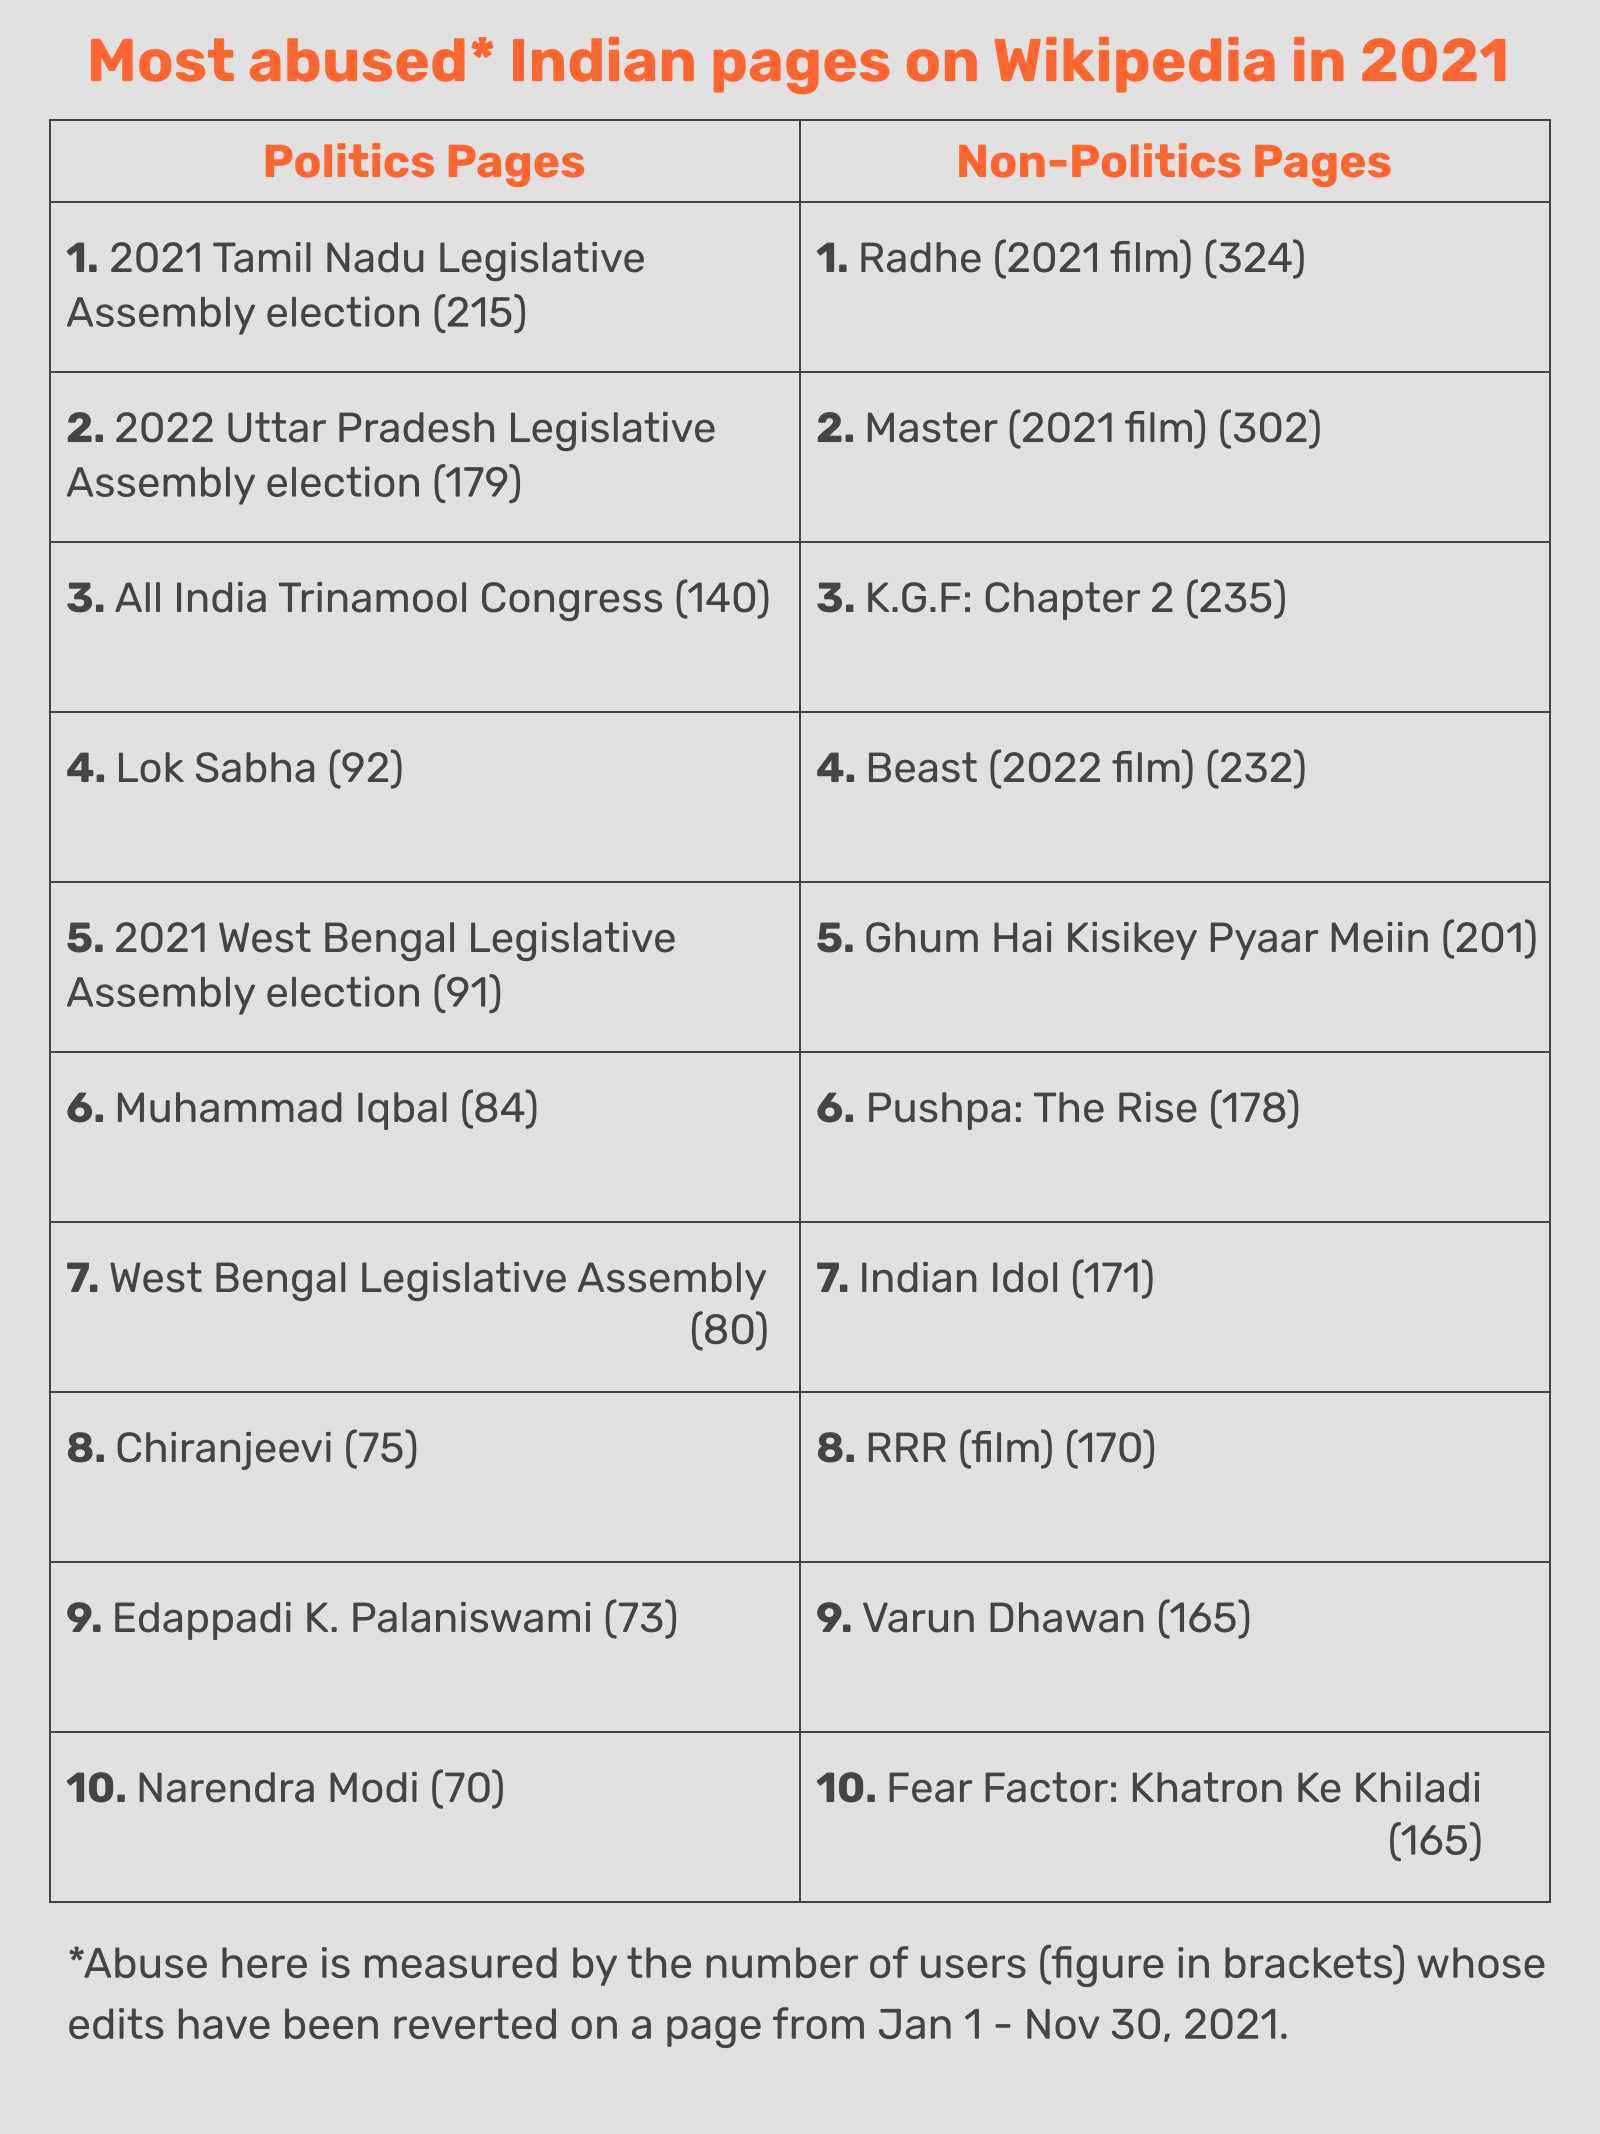 Most abused* Indian pages on Wikipedia in 2021
Politics Pages
Non-Politics Pages
1. 2021 Tamil Nadu Legislative
Assembly election (215)
1. Radhe (2021 film) (324)
2. 2022 Uttar Pradesh Legislative
Assembly election (179)
2. Master (2021 film) (302)
3. All India Trinamool Congress (140)
3. K.G.F: Chapter 2 (235)
4. Lok Sabha (92)
4. Beast (2022 film) (232)
5. 2021 West Bengal Legislative
Assembly election (91)
5. Ghum Hai Kisikey Pyaar Meiin (201)
6. Muhammad Iqbal (84)
6. Pushpa: The Rise (178)
7. West Bengal Legislative Assembly
(80)
7. Indian Idol (171)
8. Chiranjeevi (75)
8. RRR (film) (170)
9. Edappadi K. Palaniswami (73)
9. Varun Dhawan (165)
10. Narendra Modi (70)
10. Fear Factor: Khatron Ke Khiladi
(165)
*Abuse here is measured by the number of users (figure in brackets) whose
edits have been reverted on a page from Jan 1 - Nov 30, 2021.